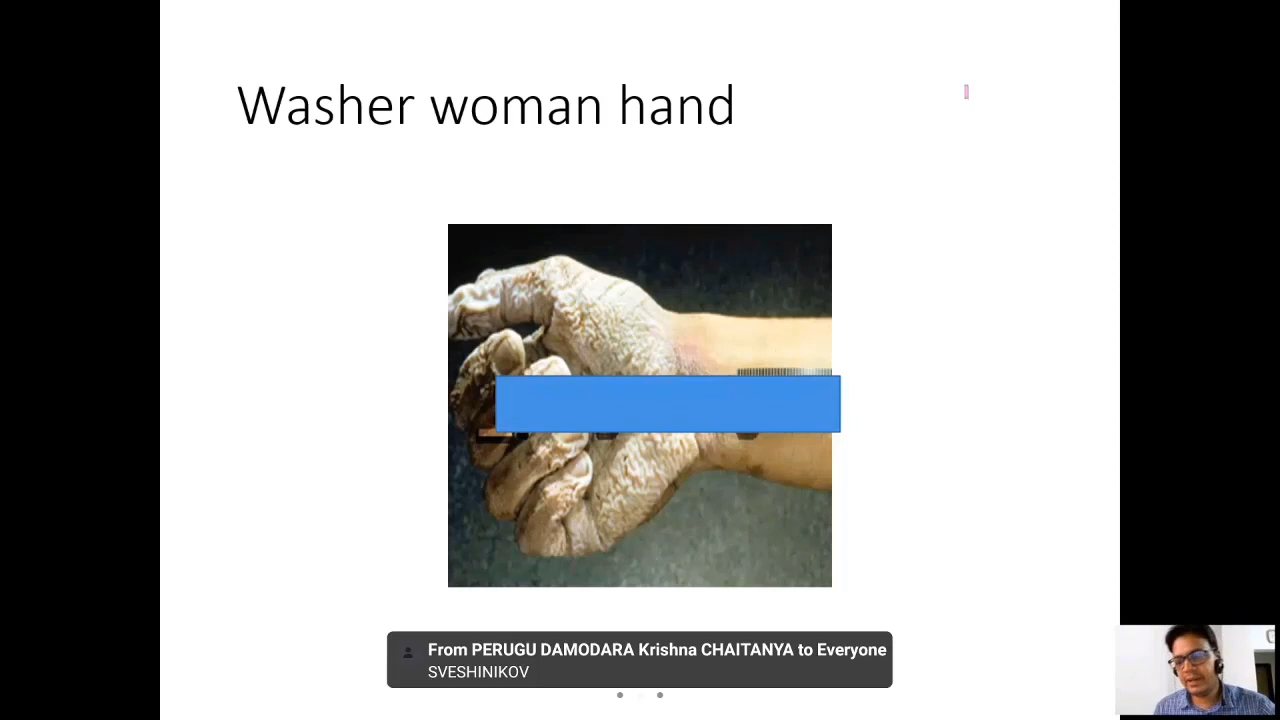 Washer woman hand
From PERUGU DAMODARA Krishna CHAITANYA to Everyone
SVESHINIKOV